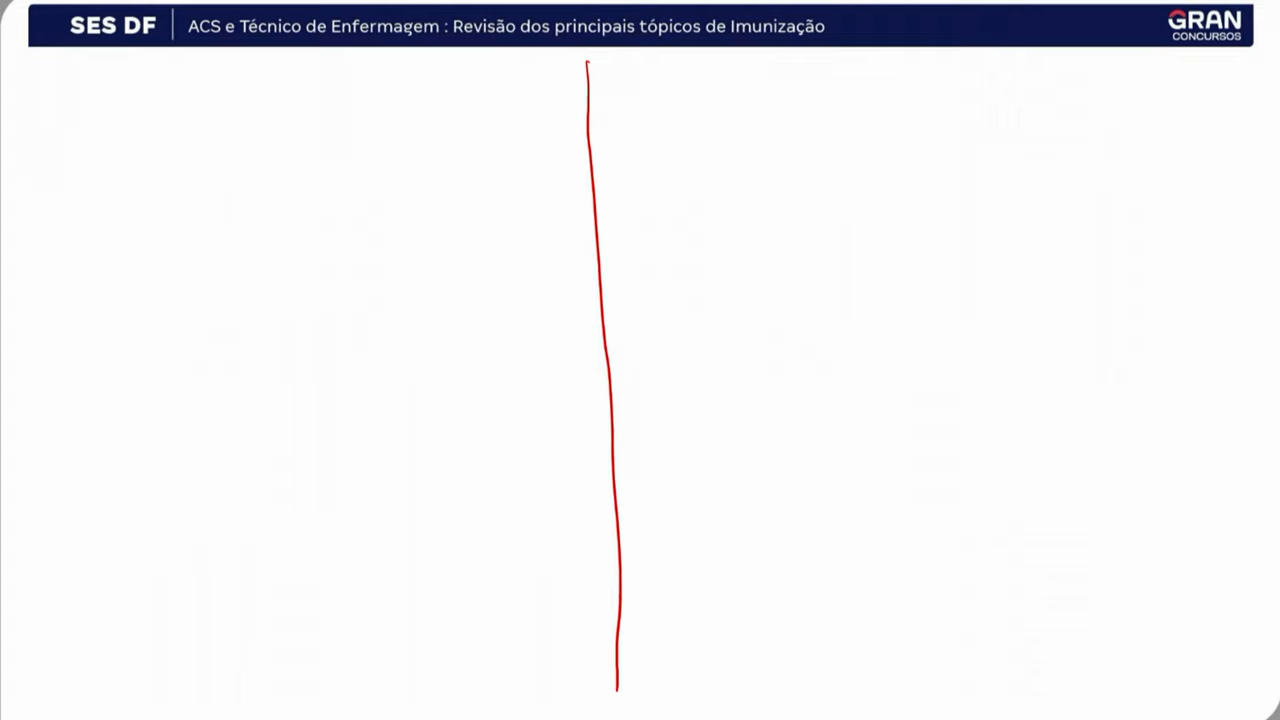 SES DF
ACS e Técnico de Enfermagem : Revisão dos principais tópicos de Imunização
GRAN
CONCURSOS